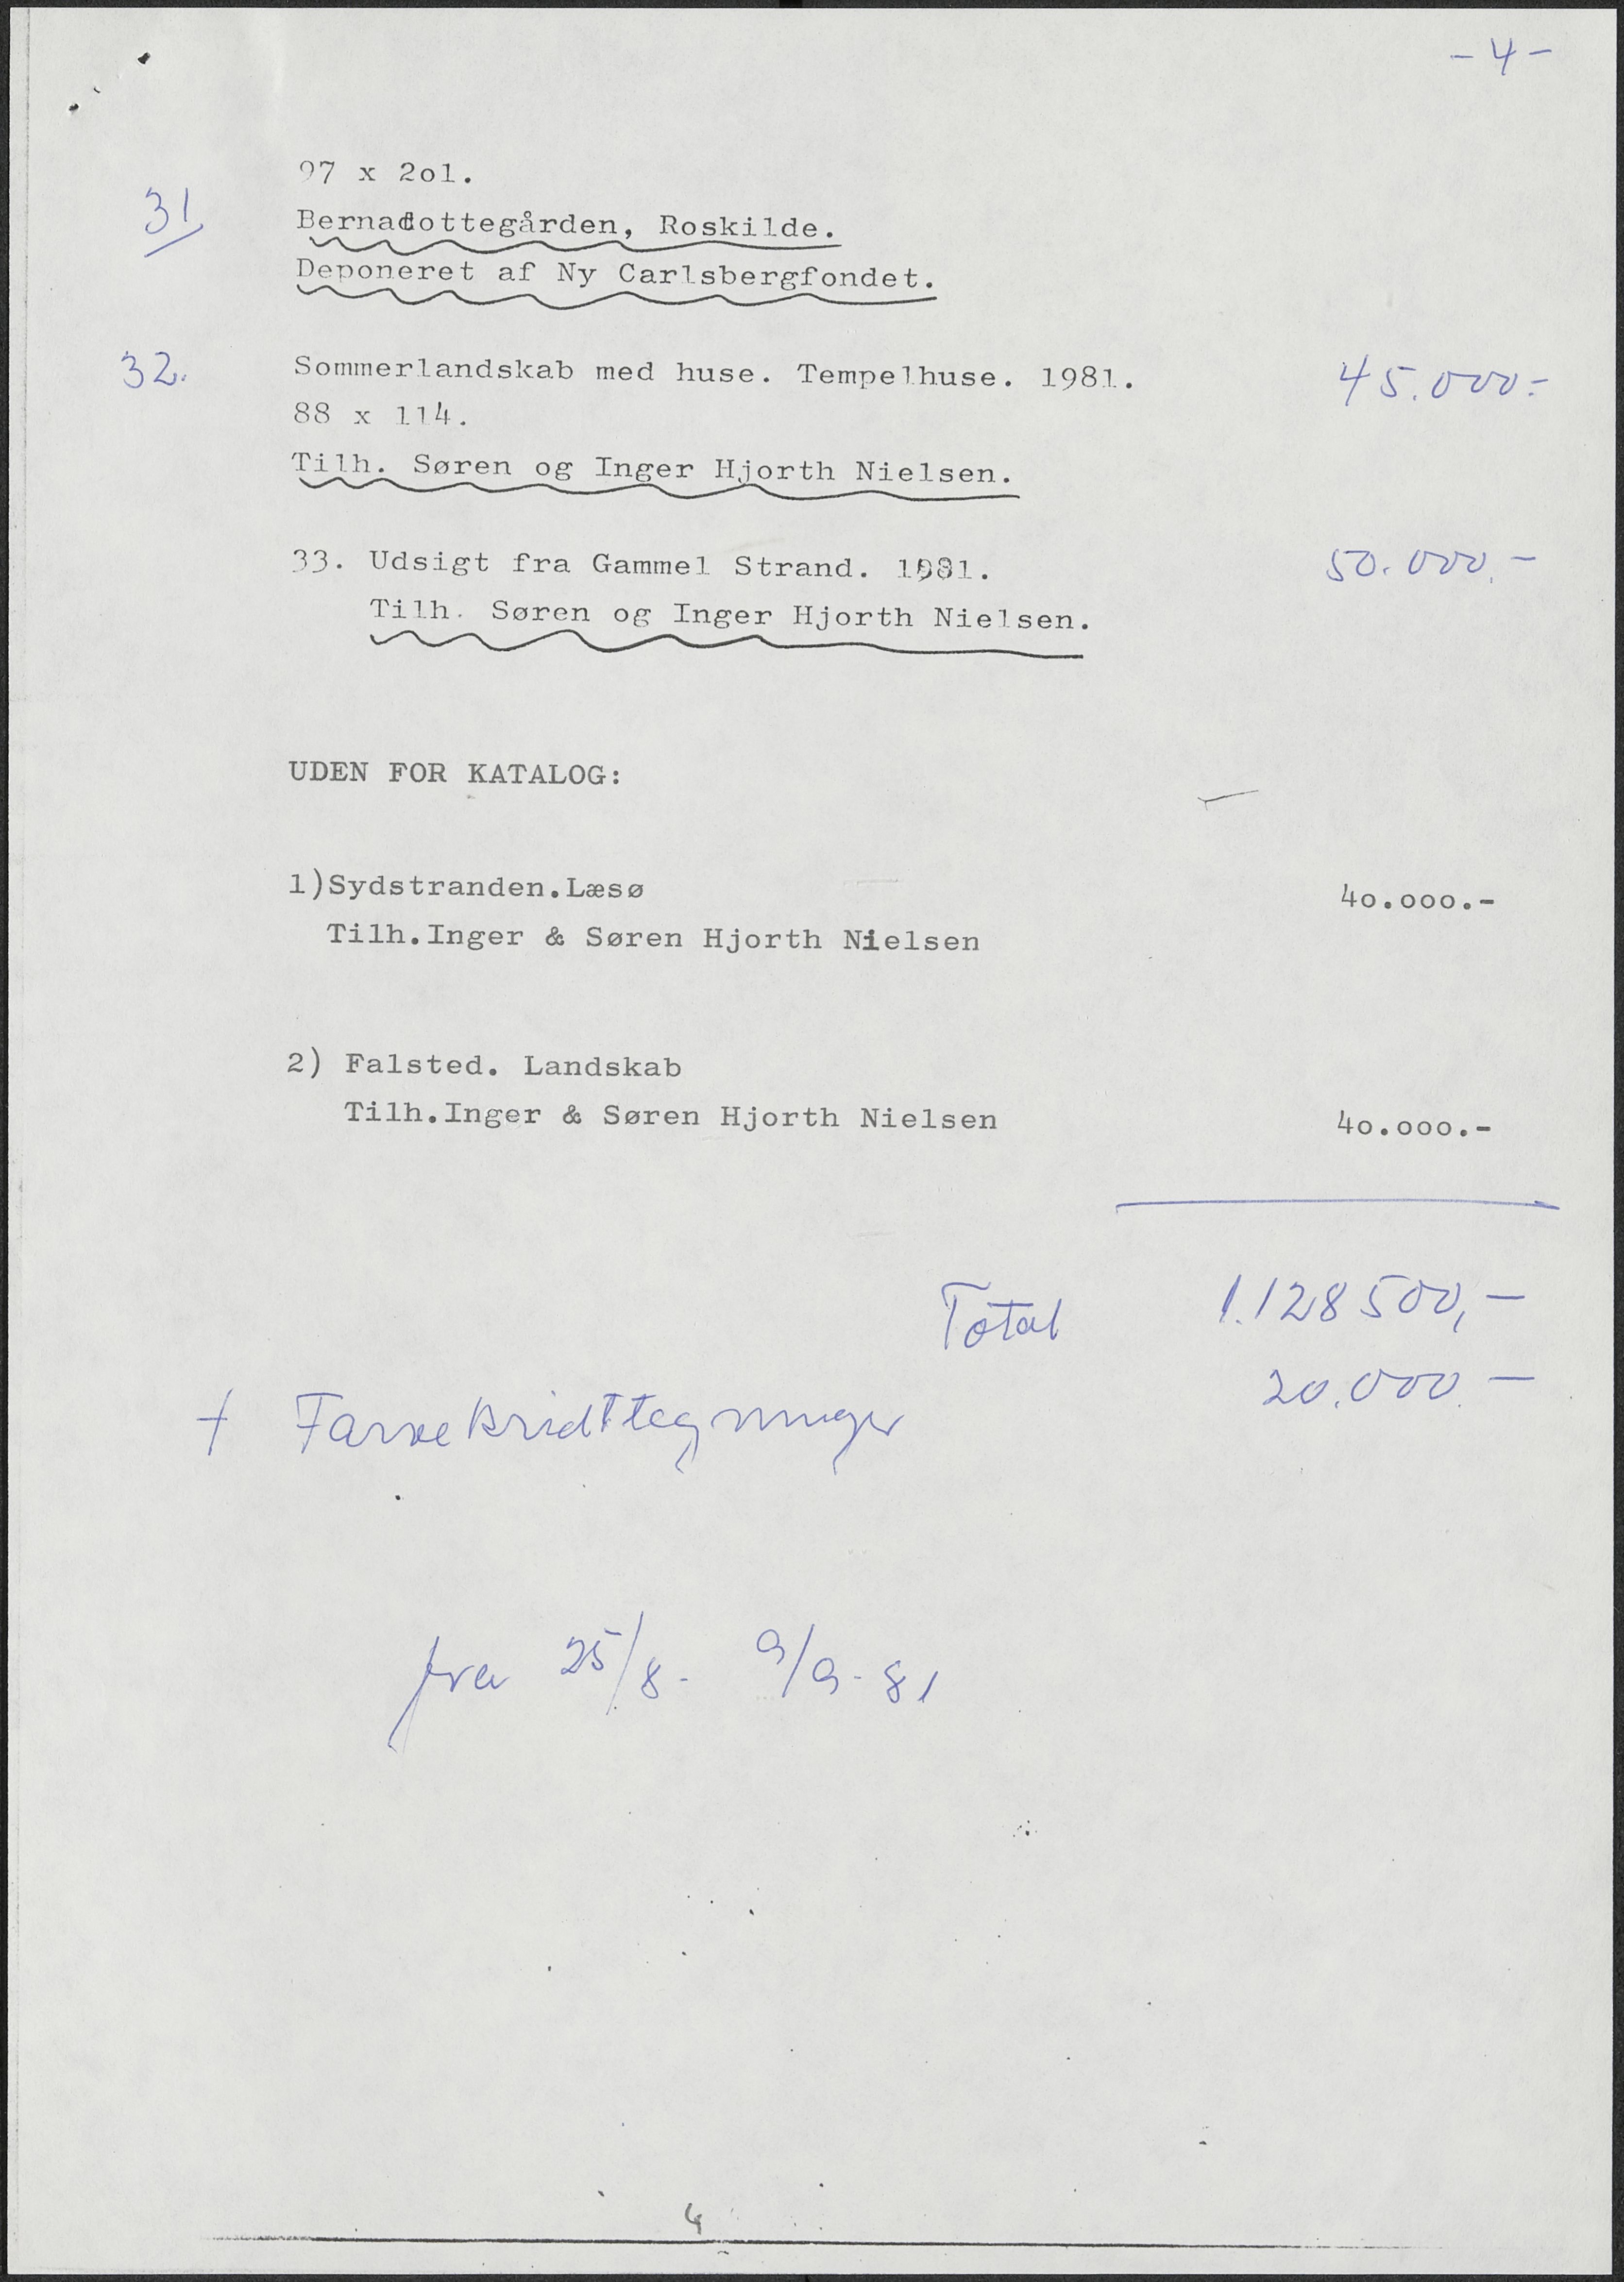 - 4 -
97 x 2ol.
31
Bernadottegården, Roskilde.
Deponeret af Ny Carlsbergfondet.
32. Sommerlandskab med huse. Tempelhuse. 1981. 45.000.-
88 x 114.
Tilh. Søren og Inger Hjorth Nielsen.
33. Udsigt fra Gammel Strand. 1981. 50.000.-
Tilh. Søren og Inger Hjorth Nielsen.
UDEN FOR KATALOG:
1)Sydstranden.Læsø 4o.ooo.-
Tilh.Inger & Søren Hjorth Nielsen
2) Falsted. Landskab
Tilh.Inger & Søren Hjorth Nielsen 4o.ooo.-
Total 1.128 500,-
20.000.-
+ Farvekridttegninger
fra 25/8 - 9/9 - 81
4